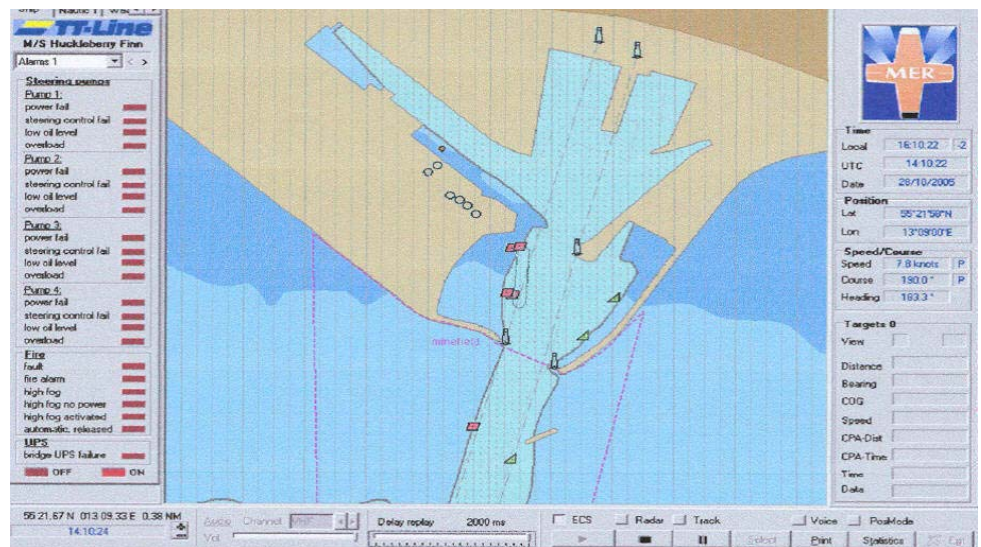 Ship Nautic 1
TT-Line
M/S Huckleberry Finn
Alarms 1
Steering pumps
Pump 1:
power fail
steering control fail
low oil level
overload
Pump 2:
power fail
steering control fail
low oil level
overload
Pump 3:
power fail
steering control fail
low oil level
overload
Pump 4:
power fail
steering control fail
low oil level
overload
Fire
fault
fire alarm
high fog
high fog no power
high fog activated
automatic. released
UPS
bridge UPS failure
OFF ON
minefield
MER
Time
Local 16:10:22 -2
UTC 14:10:22
Date 28/10/2005
Position
Lat 55°21'58"N
Lon 13°09'00"E
Speed/Course
Speed 7.8 knots P
Course 190.0 ° P
Heading 183.3 °
Targets 0
View
Distance
Bearing
COG
Speed
CPA-Dist
CPA-Time
Time
Data
55 21.67 N 013 09.33 E 0.38 NM
14:10:24
Channel
Vol
Delay replay 2000 ms
ECS Radar Track Voice PosMode
Select Print Statistics